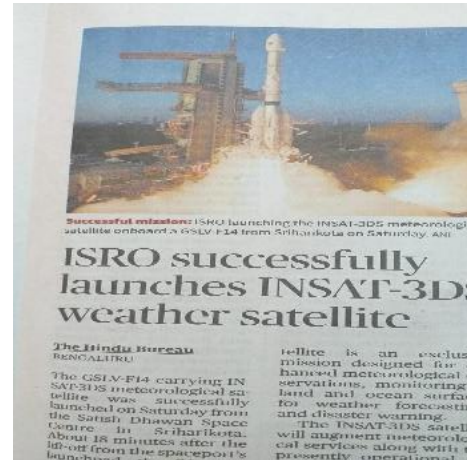 Successful mission: ISRO launching the INSAT-3DS meteorologi
satellite onboard a GSLV-F14 from Sriharikota on Saturday. ANI
ISRO successfully
launches INSAT-3DS
weather satellite
The Hindu Bureau
BENGALURU
The GSLV-F14 carrying IN
SAT-3DS meteorological sa-
tellite was successfully
launched on Saturday from
the Satish Dhawan Space
Centre in Sriharikota.
About 18 minutes after the
lift-off from the spaceport's
launched
tellite is an exclus
mission designed for
hanced meteorological
servations, monitoring
land and ocean surfa
for weather forecasti
and disaster warning.
The INSAT-3DS satell
will augment meteorolo
cal services along with
presently operational